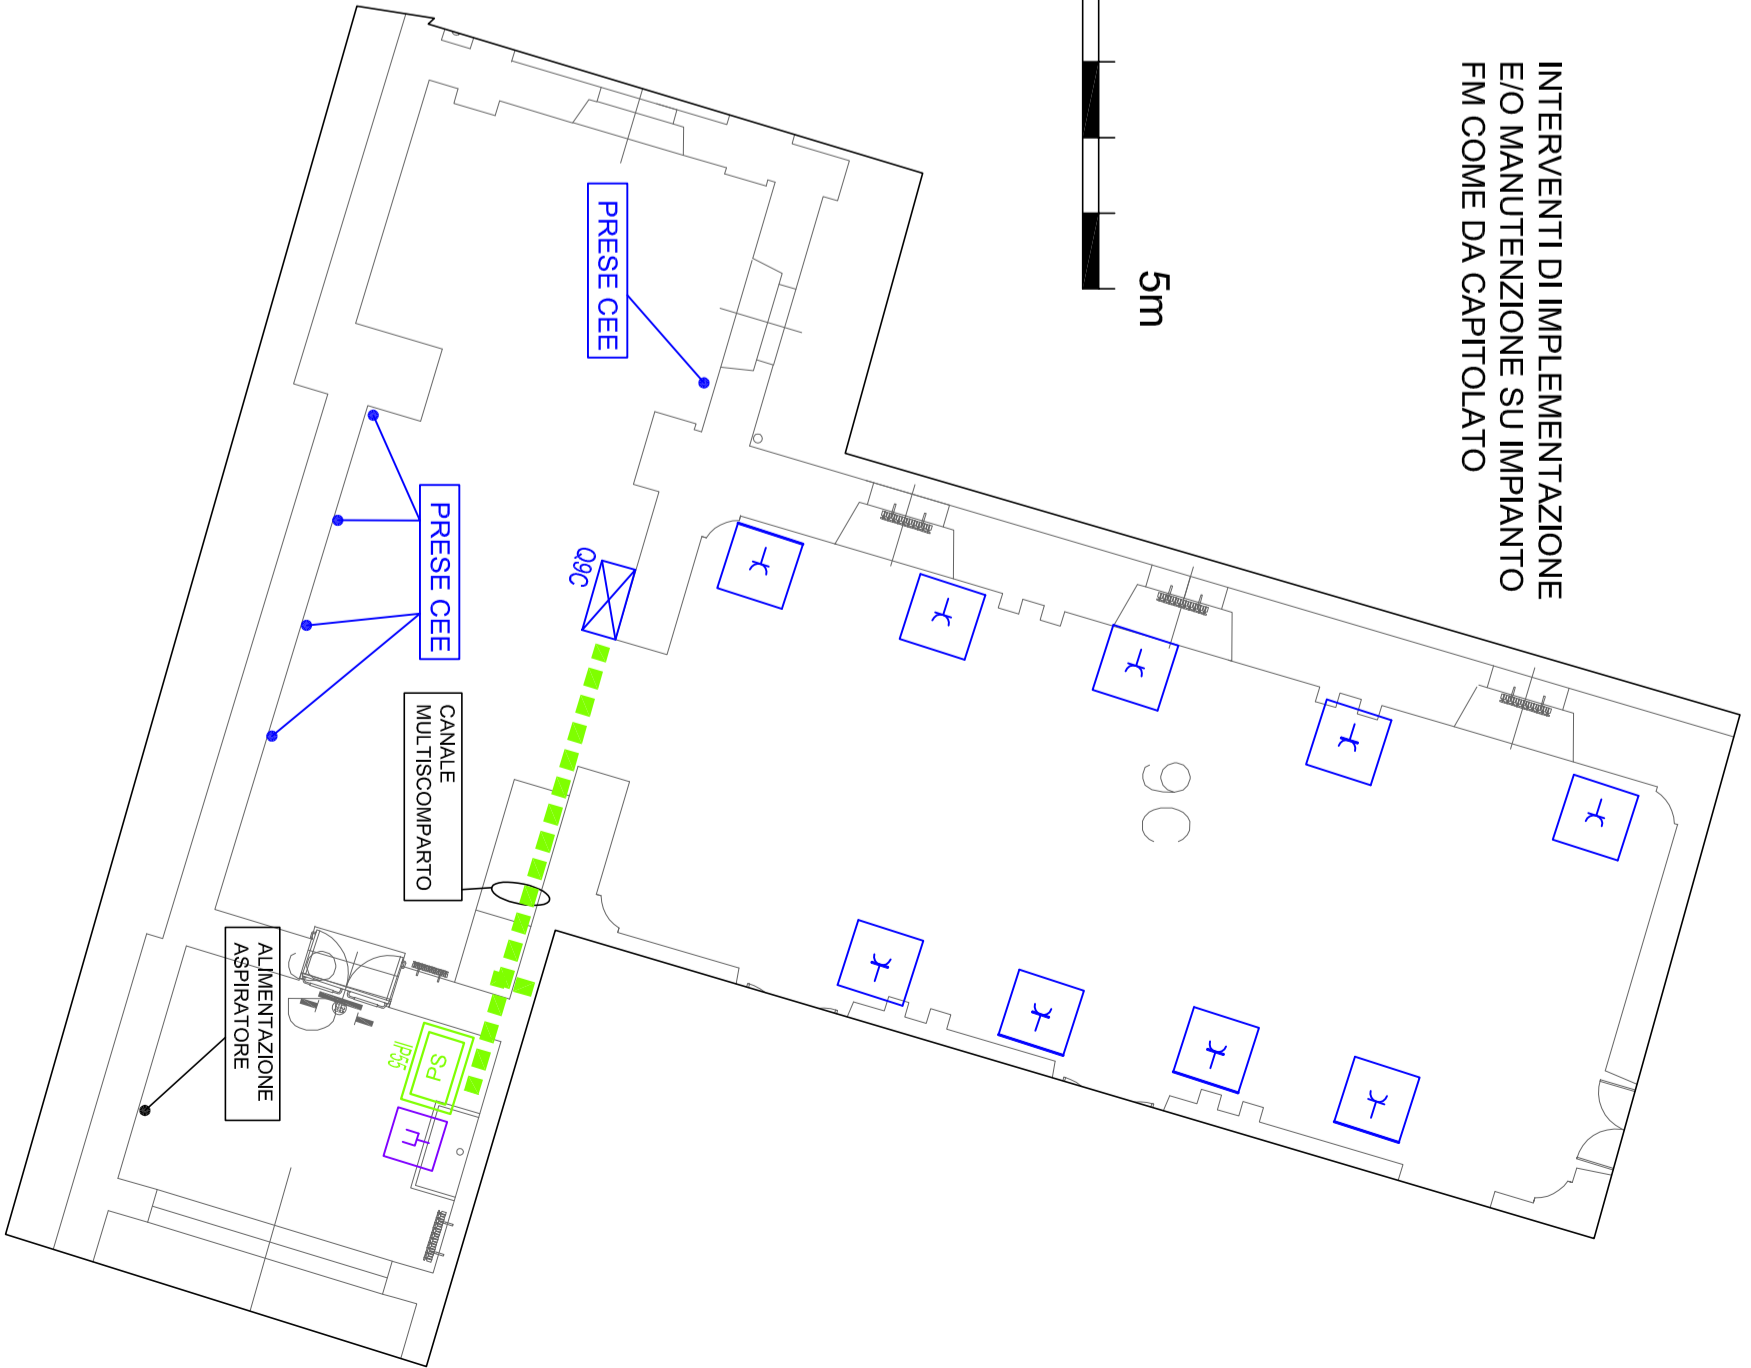 INTERVENTI DI IMPLEMENTAZIONE
E/O MANUTENZIONE SU IMPIANTO
FM COME DA CAPITOLATO
5m
PRESE CEE
PRESE CEE
Q9C
9C
CANALE
MULTISCOMPARTO
ALIMENTAZIONE
ASPIRATORE
PS
IP55